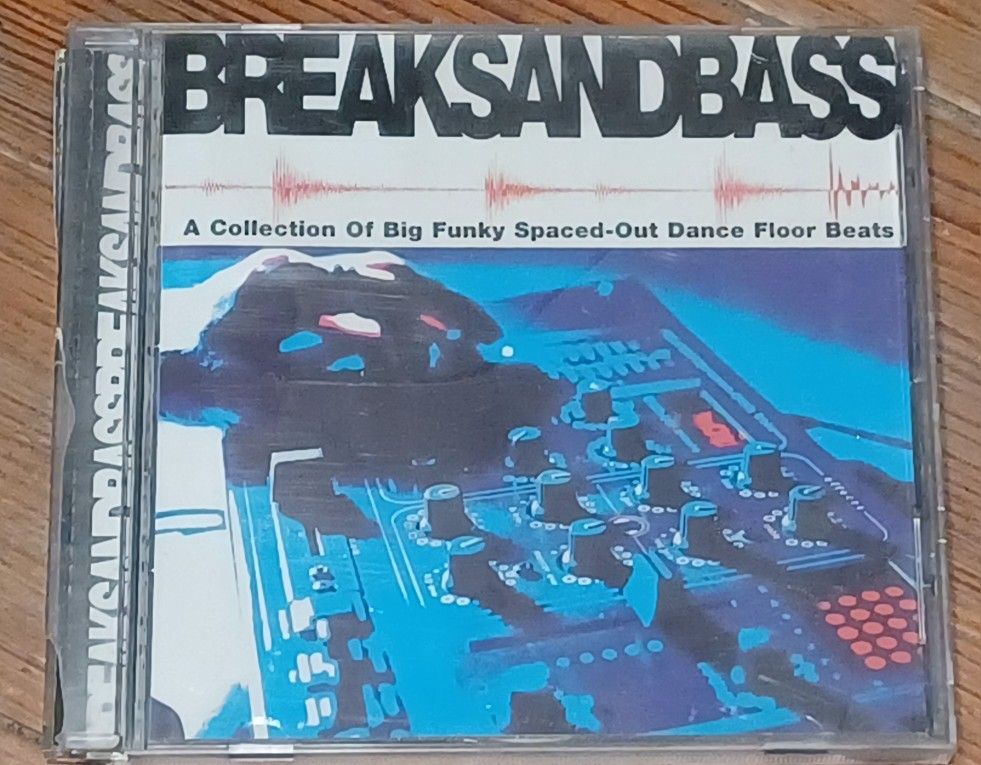 BREAKSANDBASS
A Collection Of Big Funky Spaced-Out Dance Floor Beats
BREAKSANDBASSBREAKSANDBASS